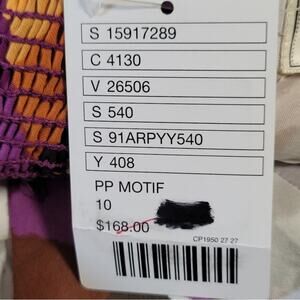 S 15917289
C 4130
V 26506
S 540
S 91ARPYY540
Y 408
PP MOTIF
10
$168.00
CP1950 27 27